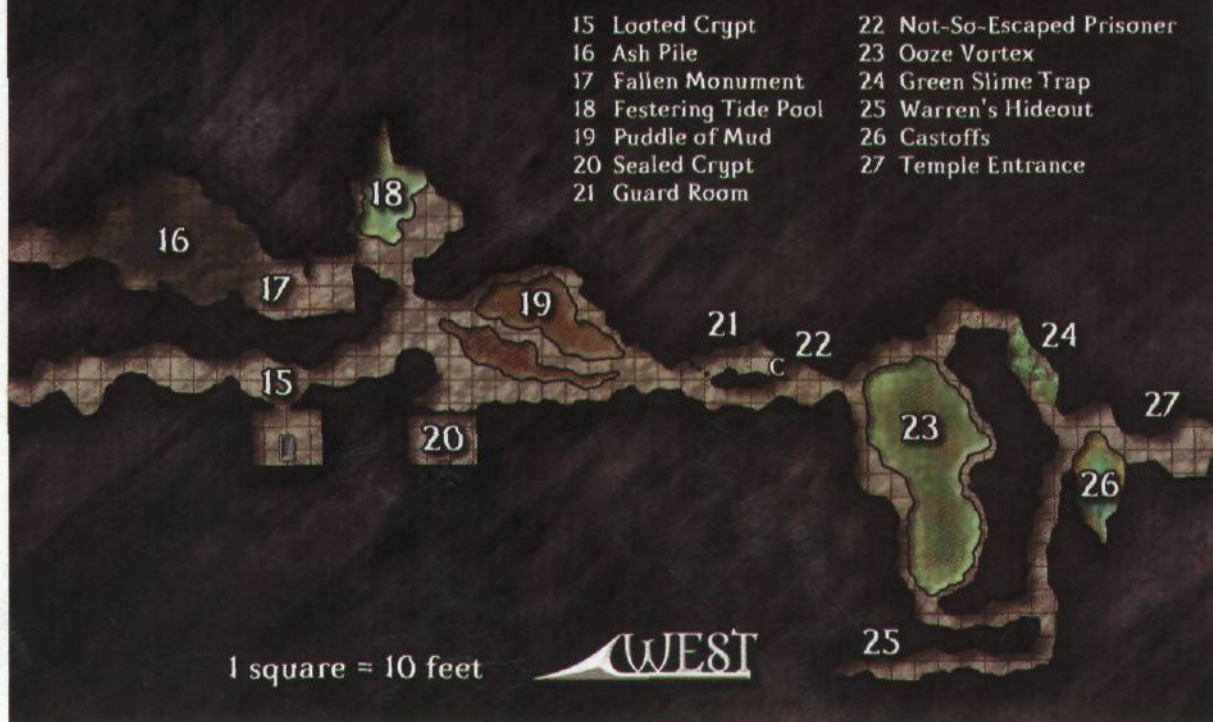 15 Looted Crypt
16 Ash Pile
17 Fallen Monument
18 Festering Tide Pool
19 Puddle of Mud
20 Sealed Crypt
21 Guard Room
22 Not-So-Escaped Prisoner
23 Ooze Vortex
24 Green Slime Trap
25 Warren's Hideout
26 Castoffs
27 Temple Entrance
18
16
17
19
21
22
24
C
15
27
20
23
26
25
1 square = 10 feet
WEST